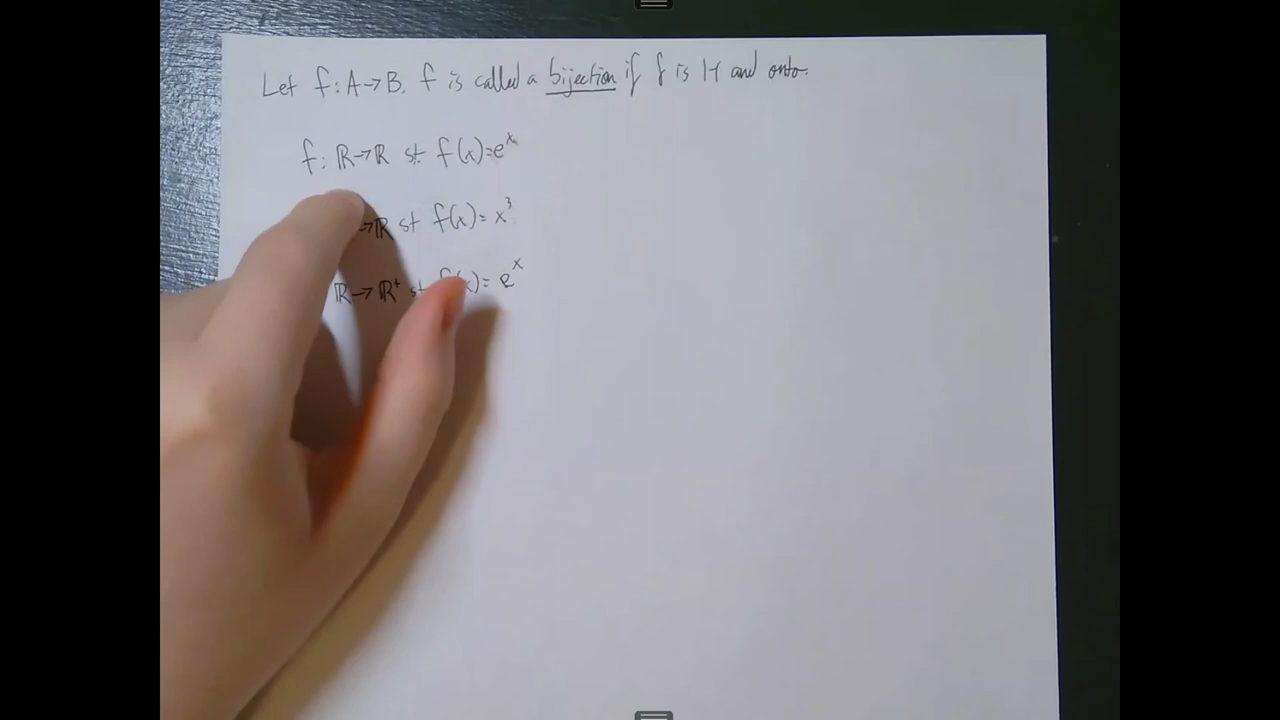 Let f: A→B. f is called a bijection if f is 1-1 and onto.
f: ℝ→ℝ st f(x)=e^x
→ℝ st f(x)= x^3
ℝ→ℝ^+ st f(x)= e^x